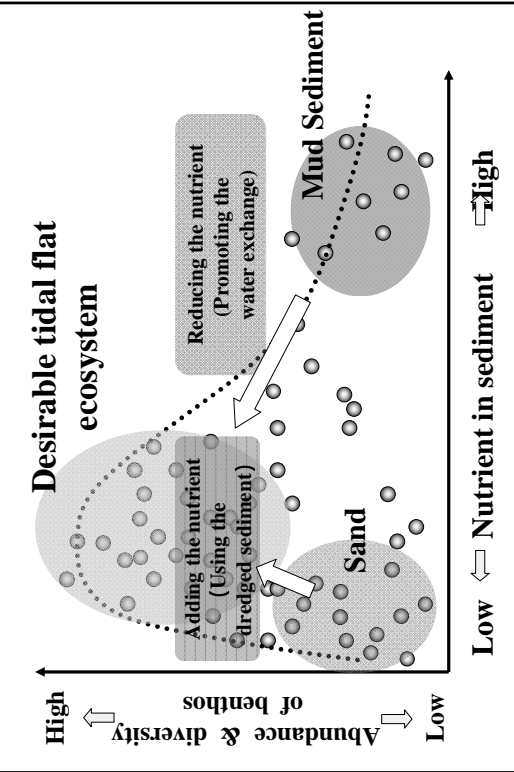 Desirable tidal flat
ecosystem
Reducing the nutrient
(Promoting the
water exchange)
Mud Sediment
Adding the nutrient
(Using the
dredged sediment)
Sand
High
Abundance & diversity
of benthos
Low
Low
Nutrient in sediment
High